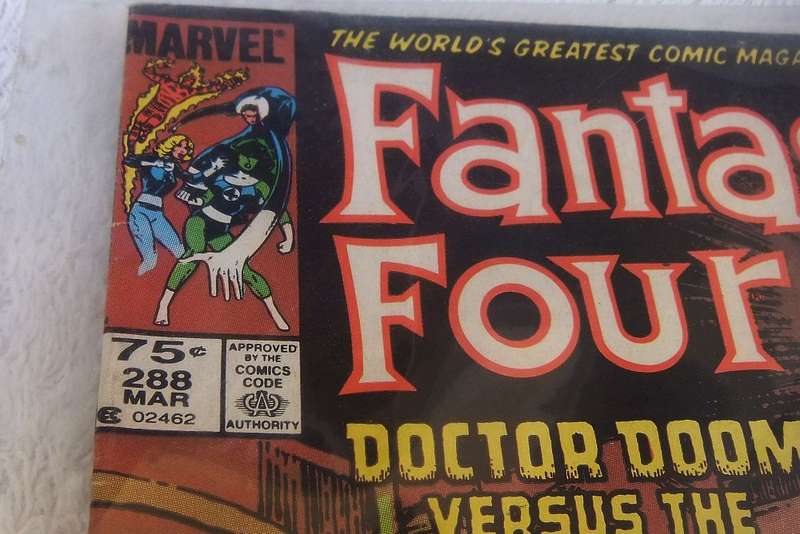 MARVEL®
THE WORLD'S GREATEST COMIC MAGA
Fanta
Four
75¢
288
MAR
02462
APPROVED
BY THE
COMICS
CODE
CA
AUTHORITY
DOCTOR DOOM
VERSUS THE